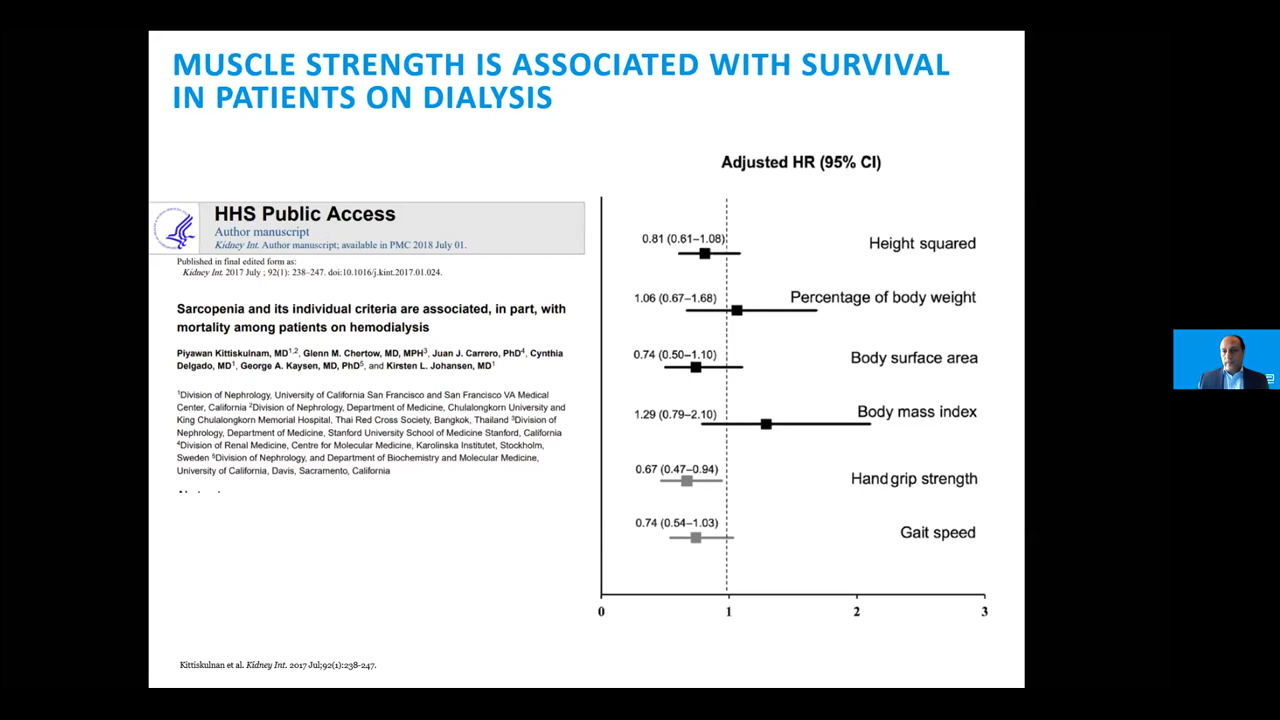 MUSCLE STRENGTH IS ASSOCIATED WITH SURVIVAL
IN PATIENTS ON DIALYSIS
HHS Public Access
Author manuscript
Kidney Int. Author manuscript; available in PMC 2018 July 01.
Published in final edited form as:
Kidney Int. 2017 July ; 92(1): 238–247. doi:10.1016/j.kint.2017.01.024.
Sarcopenia and its individual criteria are associated, in part, with
mortality among patients on hemodialysis
Piyawan Kittiskulnam, MD1,2, Glenn M. Chertow, MD, MPH3, Juan J. Carrero, PhD4, Cynthia
Delgado, MD1, George A. Kaysen, MD, PhD5, and Kirsten L. Johansen, MD1
1Division of Nephrology, University of California San Francisco and San Francisco VA Medical
Center, California 2Division of Nephrology, Department of Medicine, Chulalongkorn University and
King Chulalongkorn Memorial Hospital, Thai Red Cross Society, Bangkok, Thailand 3Division of
Nephrology, Department of Medicine, Stanford University School of Medicine Stanford, California
4Division of Renal Medicine, Centre for Molecular Medicine, Karolinska Institutet, Stockholm,
Sweden 5Division of Nephrology, and Department of Biochemistry and Molecular Medicine,
University of California, Davis, Sacramento, California
Adjusted HR (95% CI)
0.81 (0.61–1.08) Height squared
1.06 (0.67–1.68) Percentage of body weight
0.74 (0.50–1.10) Body surface area
1.29 (0.79–2.10) Body mass index
0.67 (0.47–0.94) Hand grip strength
0.74 (0.54–1.03) Gait speed
0 1 2 3
Kittiskulnan et al. Kidney Int. 2017 Jul;92(1):238-247.